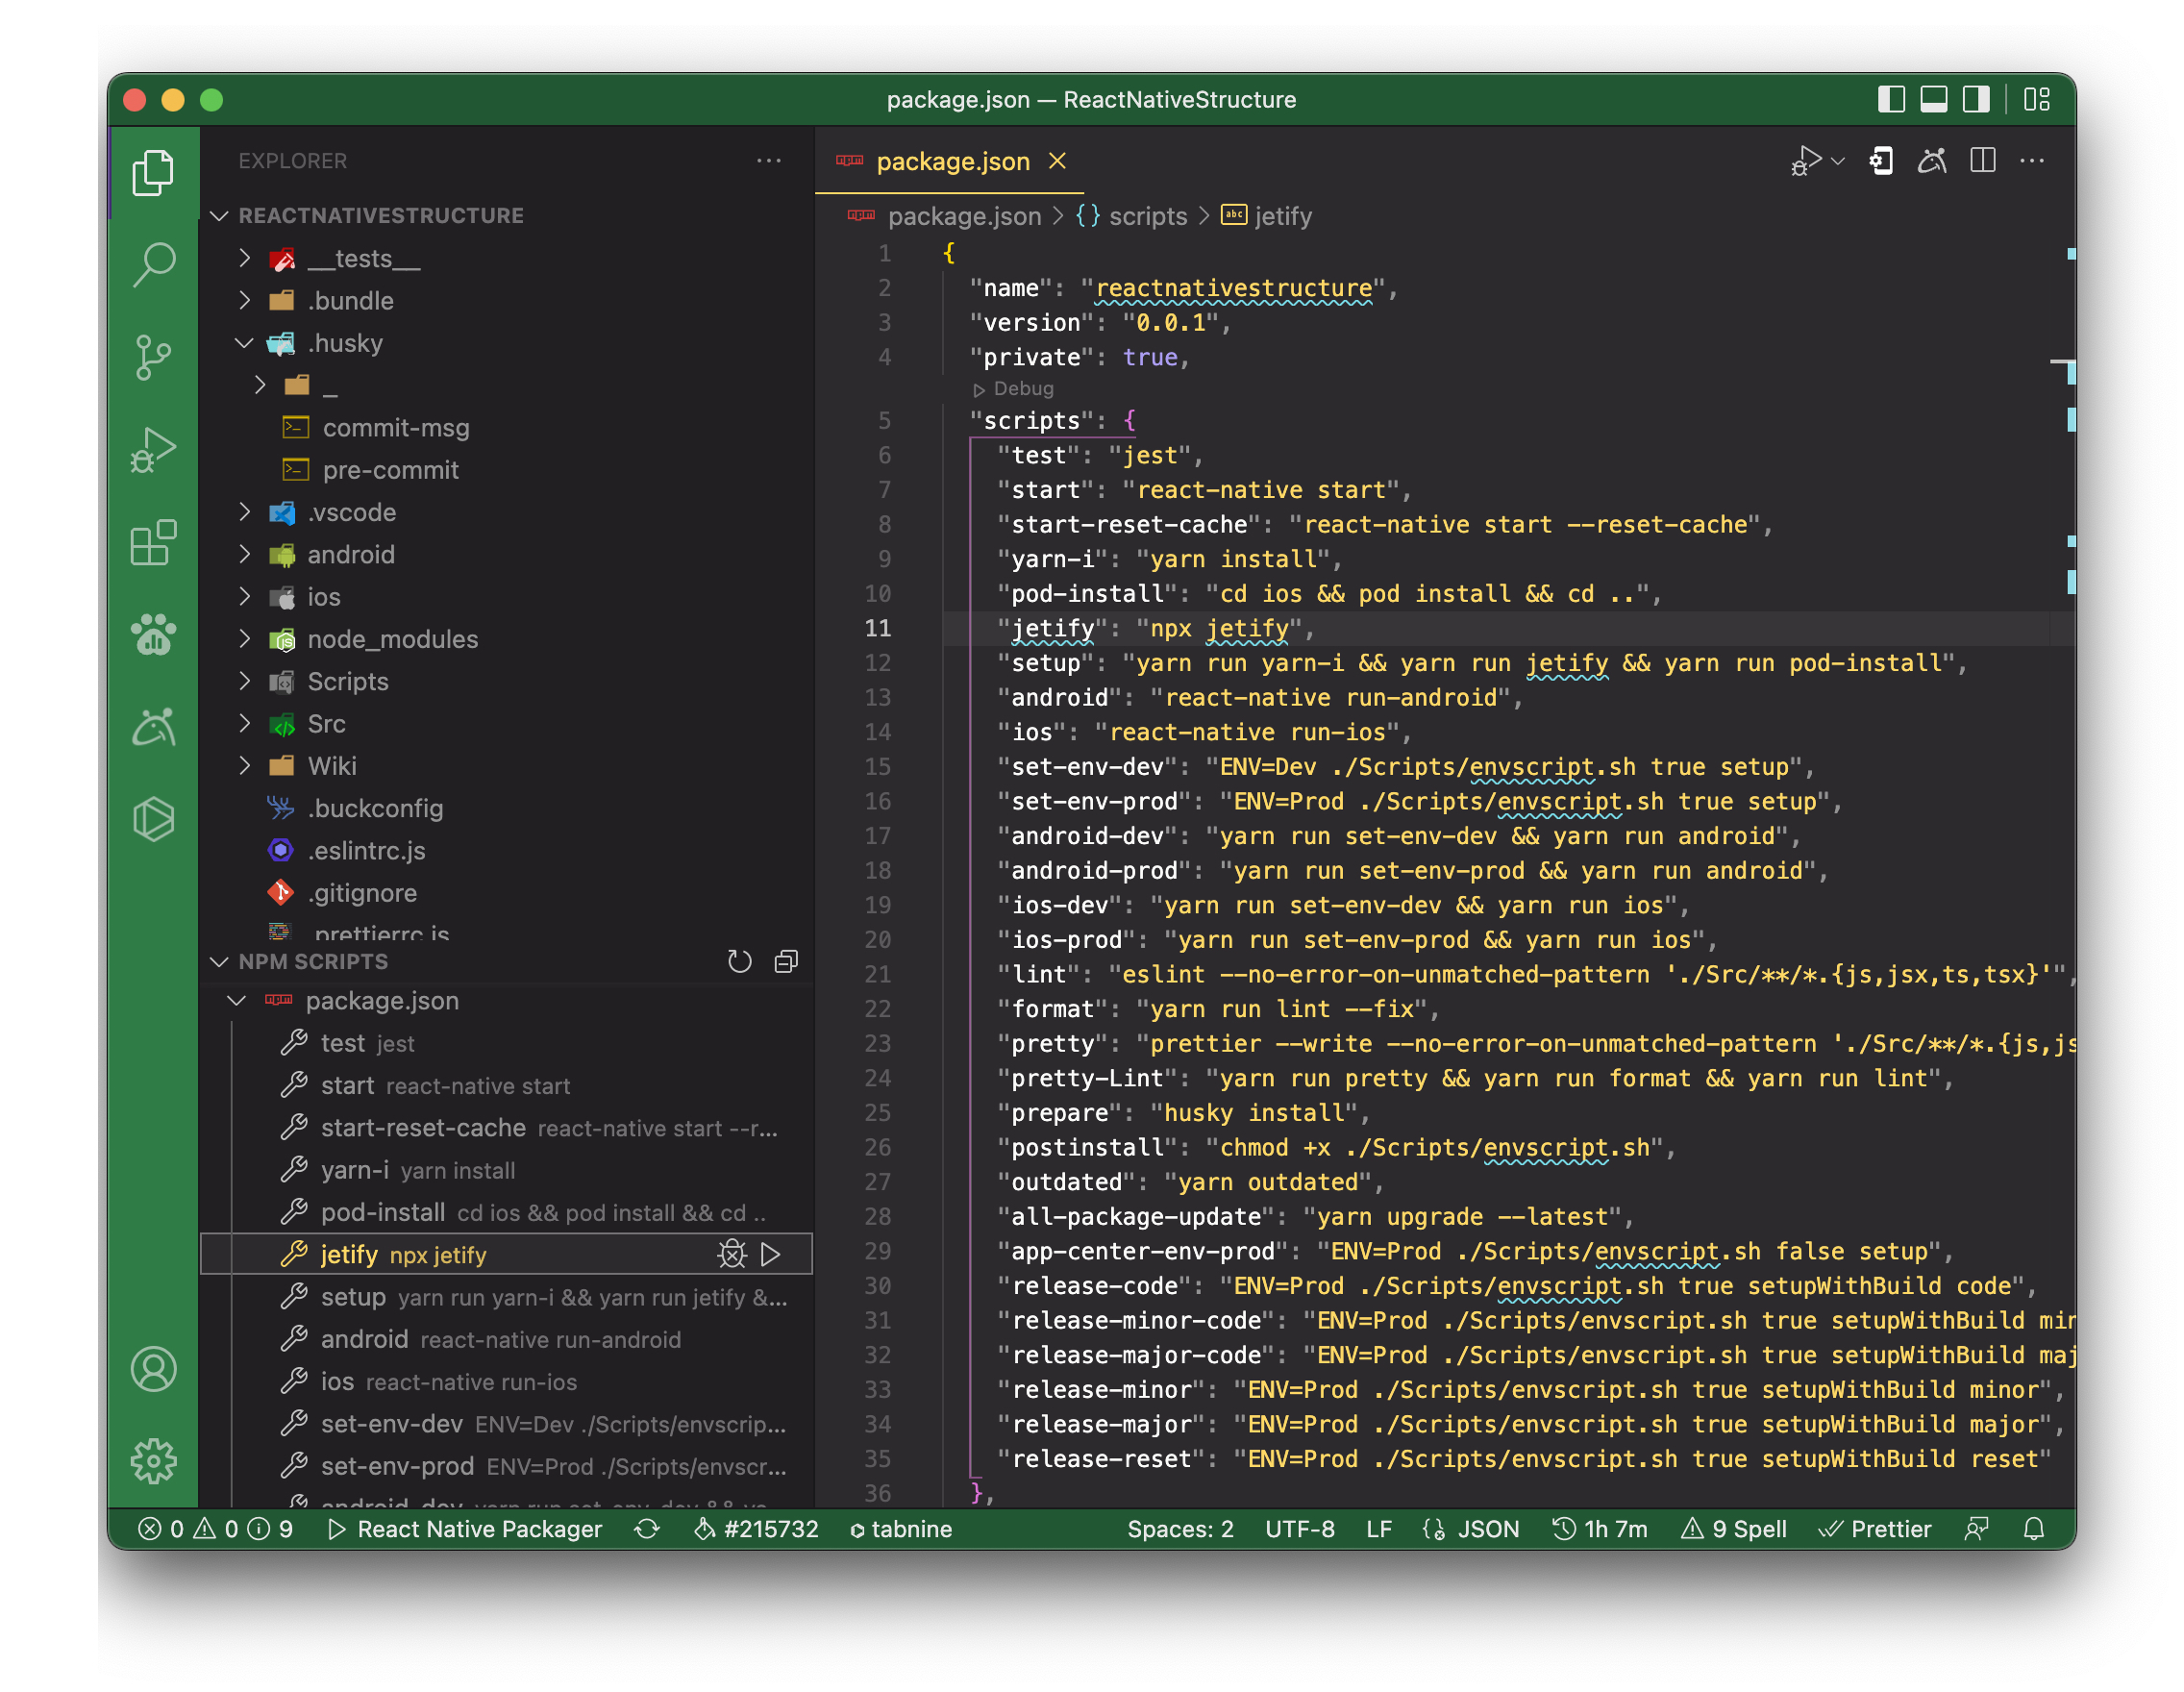 package.json — ReactNativeStructure
EXPLORER
REACTNATIVESTRUCTURE
__tests__
.bundle
.husky
_
commit-msg
pre-commit
.vscode
android
ios
node_modules
Scripts
Src
Wiki
.buckconfig
.eslintrc.js
.gitignore
.prettierrc.js
NPM SCRIPTS
package.json
test jest
start react-native start
start-reset-cache react-native start --r...
yarn-i yarn install
pod-install cd ios && pod install && cd ..
jetify npx jetify
setup yarn run yarn-i && yarn run jetify &...
android react-native run-android
ios react-native run-ios
set-env-dev ENV=Dev ./Scripts/envscrip...
set-env-prod ENV=Prod ./Scripts/envscr...
android-dev yarn run set-env-dev && ya...
package.json
package.json > {} scripts > abc jetify
1 {
2 "name": "reactnativestructure",
3 "version": "0.0.1",
4 "private": true,
Debug
5 "scripts": {
6 "test": "jest",
7 "start": "react-native start",
8 "start-reset-cache": "react-native start --reset-cache",
9 "yarn-i": "yarn install",
10 "pod-install": "cd ios && pod install && cd ..",
11 "jetify": "npx jetify",
12 "setup": "yarn run yarn-i && yarn run jetify && yarn run pod-install",
13 "android": "react-native run-android",
14 "ios": "react-native run-ios",
15 "set-env-dev": "ENV=Dev ./Scripts/envscript.sh true setup",
16 "set-env-prod": "ENV=Prod ./Scripts/envscript.sh true setup",
17 "android-dev": "yarn run set-env-dev && yarn run android",
18 "android-prod": "yarn run set-env-prod && yarn run android",
19 "ios-dev": "yarn run set-env-dev && yarn run ios",
20 "ios-prod": "yarn run set-env-prod && yarn run ios",
21 "lint": "eslint --no-error-on-unmatched-pattern './Src/**/*.{js,jsx,ts,tsx}'",
22 "format": "yarn run lint --fix",
23 "pretty": "prettier --write --no-error-on-unmatched-pattern './Src/**/*.{js,js
24 "pretty-Lint": "yarn run pretty && yarn run format && yarn run lint",
25 "prepare": "husky install",
26 "postinstall": "chmod +x ./Scripts/envscript.sh",
27 "outdated": "yarn outdated",
28 "all-package-update": "yarn upgrade --latest",
29 "app-center-env-prod": "ENV=Prod ./Scripts/envscript.sh false setup",
30 "release-code": "ENV=Prod ./Scripts/envscript.sh true setupWithBuild code",
31 "release-minor-code": "ENV=Prod ./Scripts/envscript.sh true setupWithBuild min
32 "release-major-code": "ENV=Prod ./Scripts/envscript.sh true setupWithBuild maj
33 "release-minor": "ENV=Prod ./Scripts/envscript.sh true setupWithBuild minor",
34 "release-major": "ENV=Prod ./Scripts/envscript.sh true setupWithBuild major",
35 "release-reset": "ENV=Prod ./Scripts/envscript.sh true setupWithBuild reset"
36 },
0 0 9 React Native Packager #215732 tabnine Spaces: 2 UTF-8 LF JSON 1h 7m 9 Spell Prettier